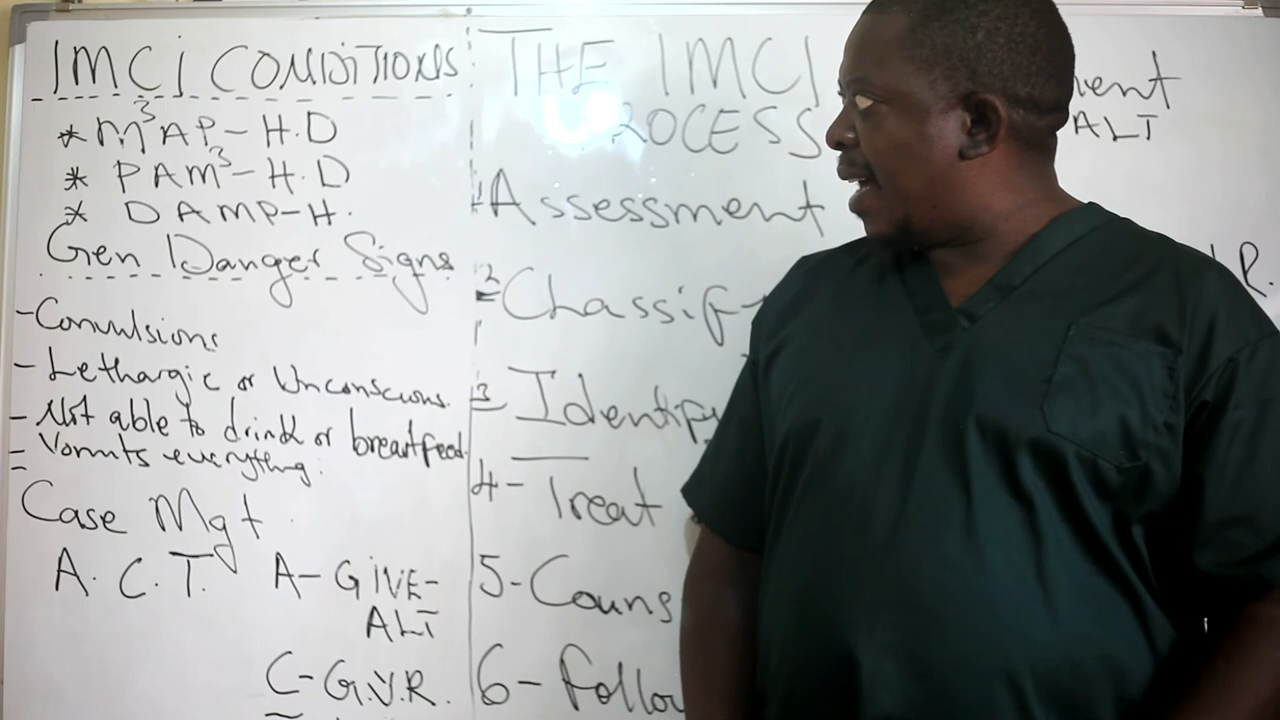 IMCI CONDITIONS
* M³AP-H.D
* PAM³-H.D
* DAMP-H.
Gen Danger Signs
- Convulsions
- Lethargic or Unconscious.
- Not able to drink or breastfeed.
- Vomits everything.
Case Mgt
A. C. T. A- GIVE-
ALT
C- G.V.R.
THE IMCI
ROCESS
1 Assessment
2 Classify
3 Identify
4- Treat
5- Couns
6- Follow
ment
ALT
R.